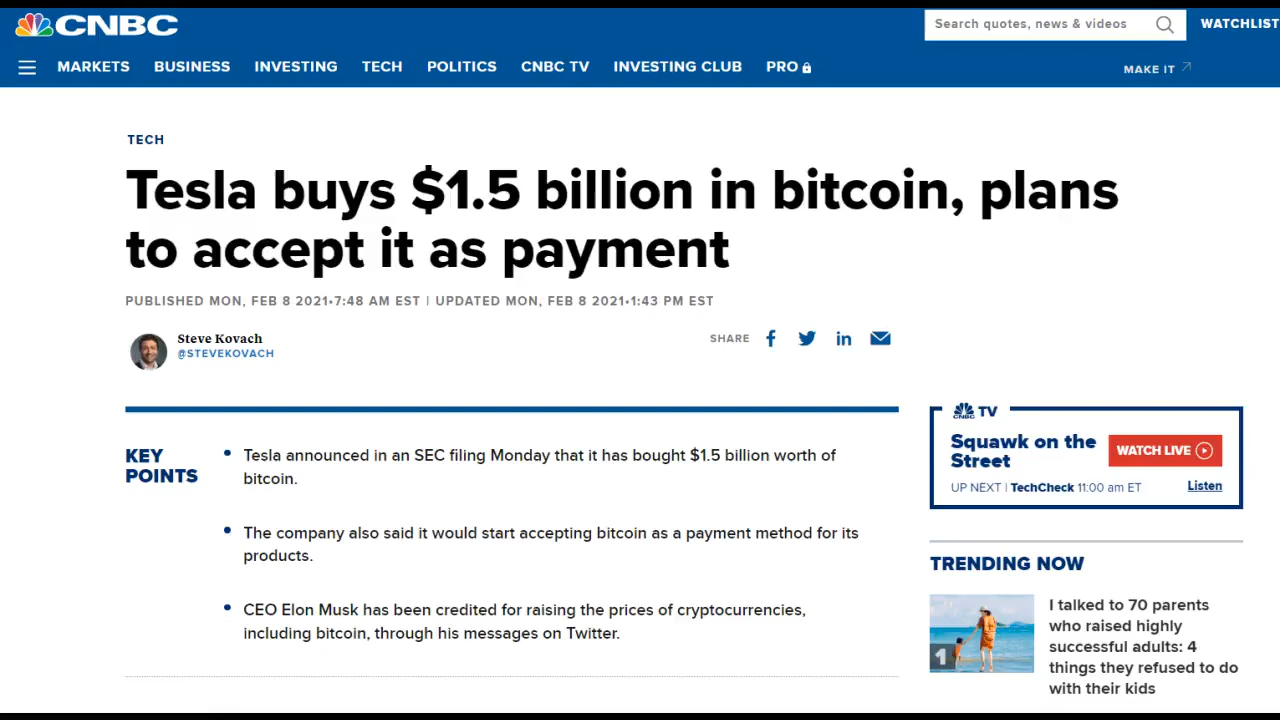 CNBC
Search quotes, news & videos
WATCHLIST
MARKETS BUSINESS INVESTING TECH POLITICS CNBC TV INVESTING CLUB PRO
MAKE IT
TECH
Tesla buys $1.5 billion in bitcoin, plans
to accept it as payment
PUBLISHED MON, FEB 8 2021•7:48 AM EST | UPDATED MON, FEB 8 2021•1:43 PM EST
Steve Kovach
@STEVEKOVACH
SHARE
KEY
POINTS
• Tesla announced in an SEC filing Monday that it has bought $1.5 billion worth of
bitcoin.
• The company also said it would start accepting bitcoin as a payment method for its
products.
• CEO Elon Musk has been credited for raising the prices of cryptocurrencies,
including bitcoin, through his messages on Twitter.
CNBC TV
Squawk on the
Street
WATCH LIVE
UP NEXT | TechCheck 11:00 am ET
Listen
TRENDING NOW
1
I talked to 70 parents
who raised highly
successful adults: 4
things they refused to do
with their kids